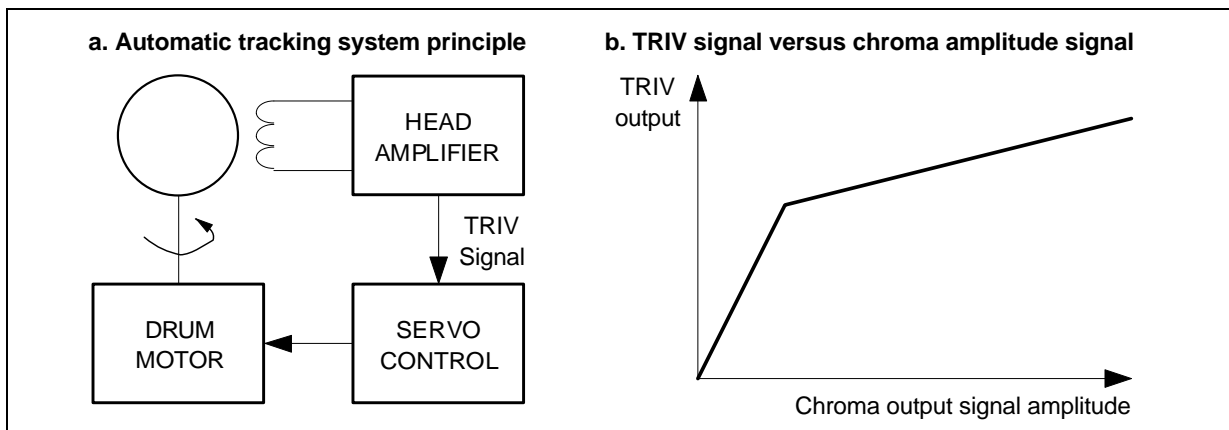 a. Automatic tracking system principle
HEAD
AMPLIFIER
TRIV
Signal
DRUM
MOTOR
SERVO
CONTROL
b. TRIV signal versus chroma amplitude signal
TRIV
output
Chroma output signal amplitude